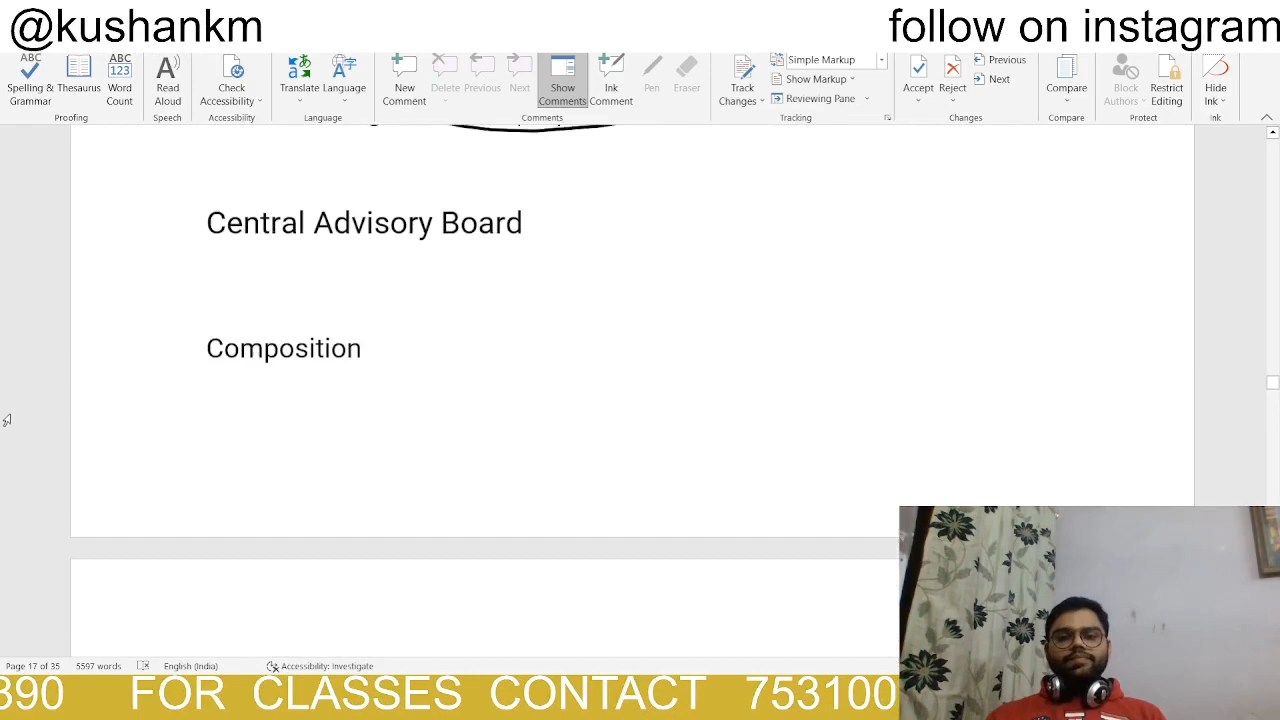 @kushankm
follow on instagram
Spelling & Grammar
Thesaurus
Word Count
Read Aloud
Check Accessibility
Translate
Language
New Comment
Delete
Previous
Next
Show Comments
Ink Comment
Pen
Eraser
Track Changes
Simple Markup
Show Markup
Reviewing Pane
Accept
Reject
Previous
Next
Compare
Block Authors
Restrict Editing
Hide Ink
Proofing
Speech
Accessibility
Language
Comments
Tracking
Changes
Compare
Protect
Ink
Central Advisory Board
Composition
Page 17 of 35
5597 words
English (India)
Accessibility: Investigate
390 FOR CLASSES CONTACT 753100